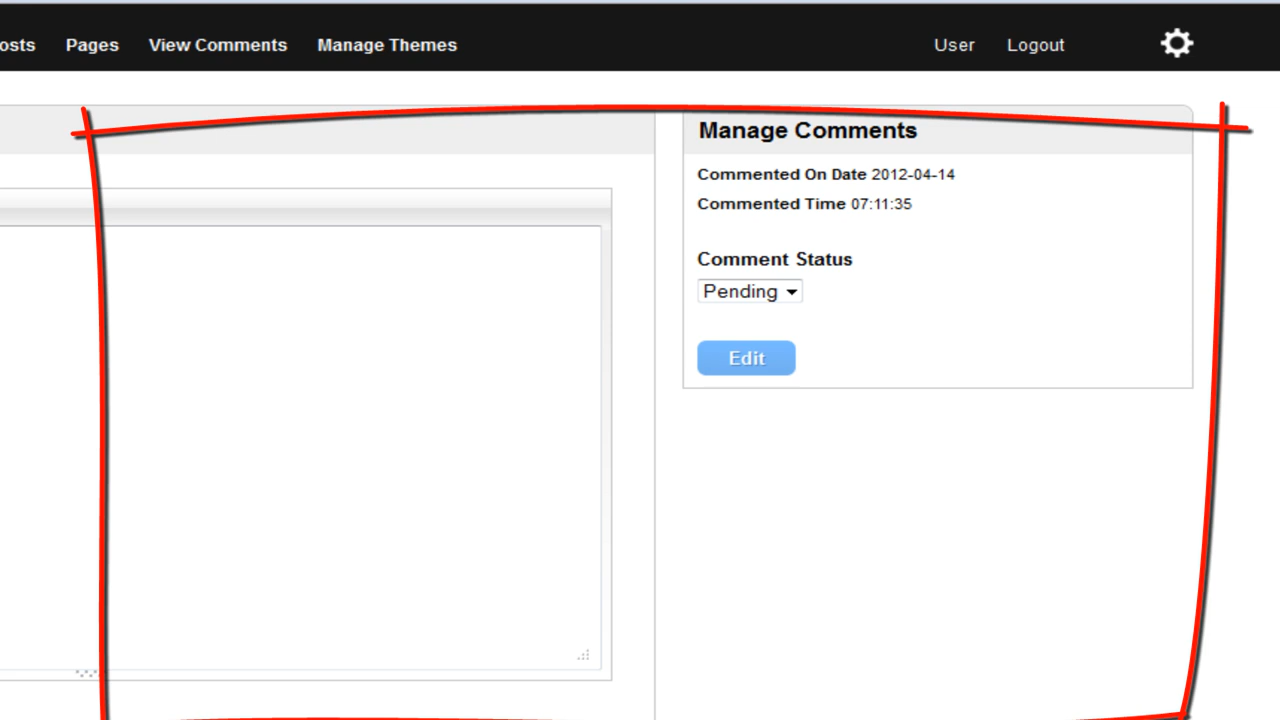 osts Pages View Comments Manage Themes User Logout
Manage Comments
Commented On Date 2012-04-14
Commented Time 07:11:35
Comment Status
Pending
Edit